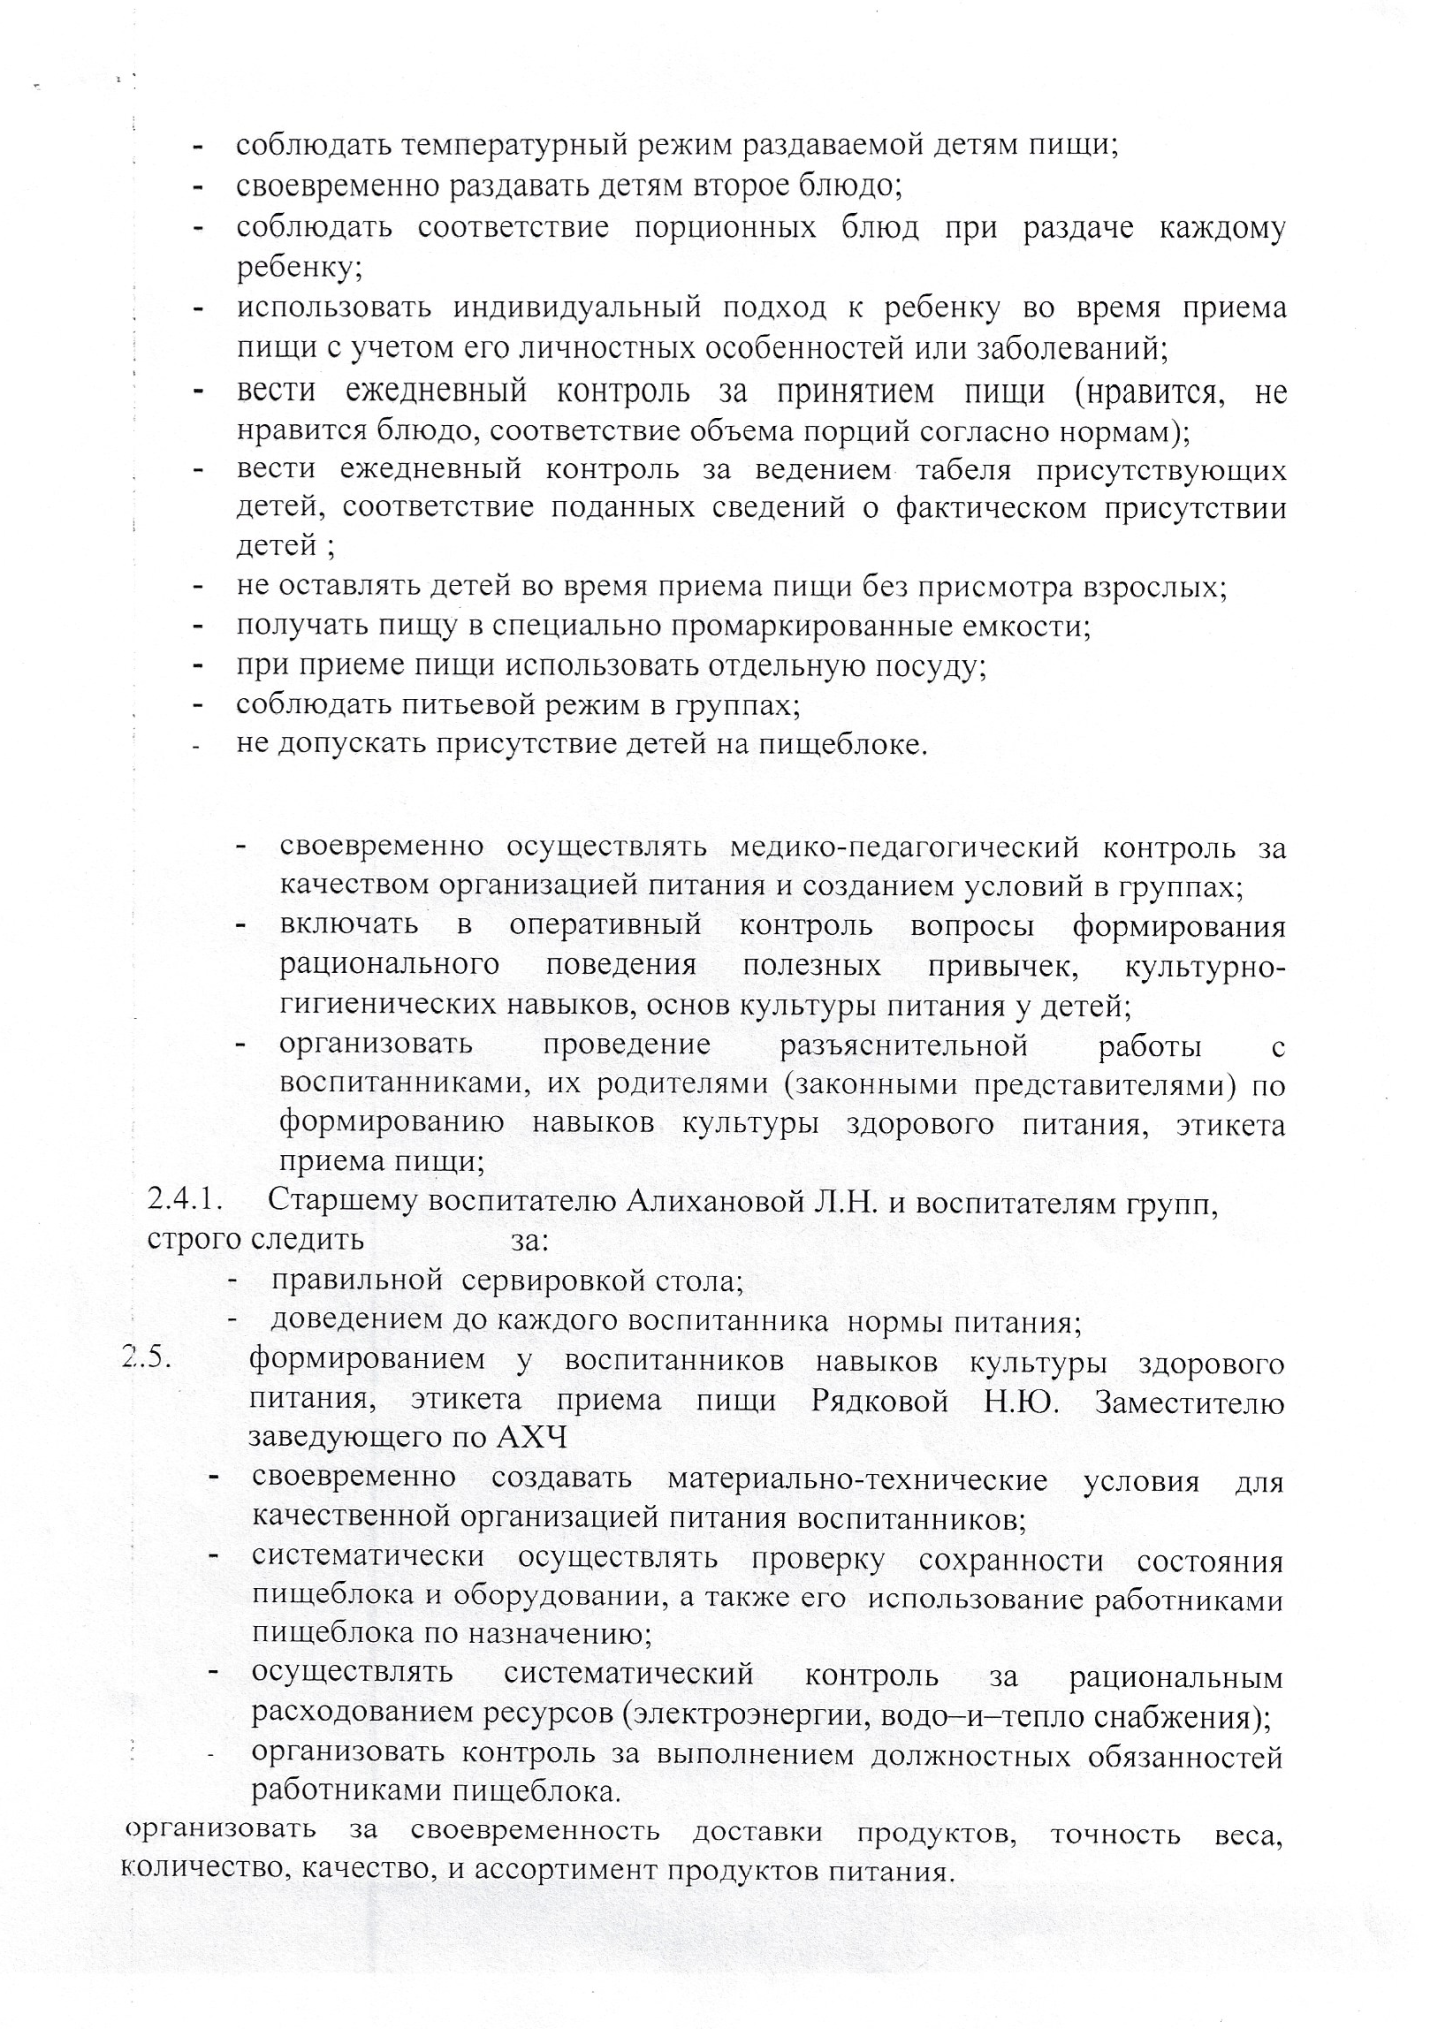 - соблюдать температурный режим раздаваемой детям пищи;
- своевременно раздавать детям второе блюдо;
- соблюдать соответствие порционных блюд при раздаче каждому
ребенку;
- использовать индивидуальный подход к ребенку во время приема
пищи с учетом его личностных особенностей или заболеваний;
- вести ежедневный контроль за принятием пищи (нравится, не
нравится блюдо, соответствие объема порций согласно нормам);
- вести ежедневный контроль за ведением табеля присутствующих
детей, соответствие поданных сведений о фактическом присутствии
детей ;
- не оставлять детей во время приема пищи без присмотра взрослых;
- получать пищу в специально промаркированные емкости;
- при приеме пищи использовать отдельную посуду;
- соблюдать питьевой режим в группах;
- не допускать присутствие детей на пищеблоке.
- своевременно осуществлять медико-педагогический контроль за
качеством организацией питания и созданием условий в группах;
- включать в оперативный контроль вопросы формирования
рационального поведения полезных привычек, культурно-
гигиенических навыков, основ культуры питания у детей;
- организовать проведение разъяснительной работы с
воспитанниками, их родителями (законными представителями) по
формированию навыков культуры здорового питания, этикета
приема пищи;
2.4.1. Старшему воспитателю Алихановой Л.Н. и воспитателям групп,
строго следить за:
- правильной сервировкой стола;
- доведением до каждого воспитанника нормы питания;
2.5. формированием у воспитанников навыков культуры здорового
питания, этикета приема пищи Рядковой Н.Ю. Заместителю
заведующего по АХЧ
- своевременно создавать материально-технические условия для
качественной организацией питания воспитанников;
- систематически осуществлять проверку сохранности состояния
пищеблока и оборудовании, а также его использование работниками
пищеблока по назначению;
- осуществлять систематический контроль за рациональным
расходованием ресурсов (электроэнергии, водо–и–тепло снабжения);
- организовать контроль за выполнением должностных обязанностей
работниками пищеблока.
организовать за своевременность доставки продуктов, точность веса,
количество, качество, и ассортимент продуктов питания.